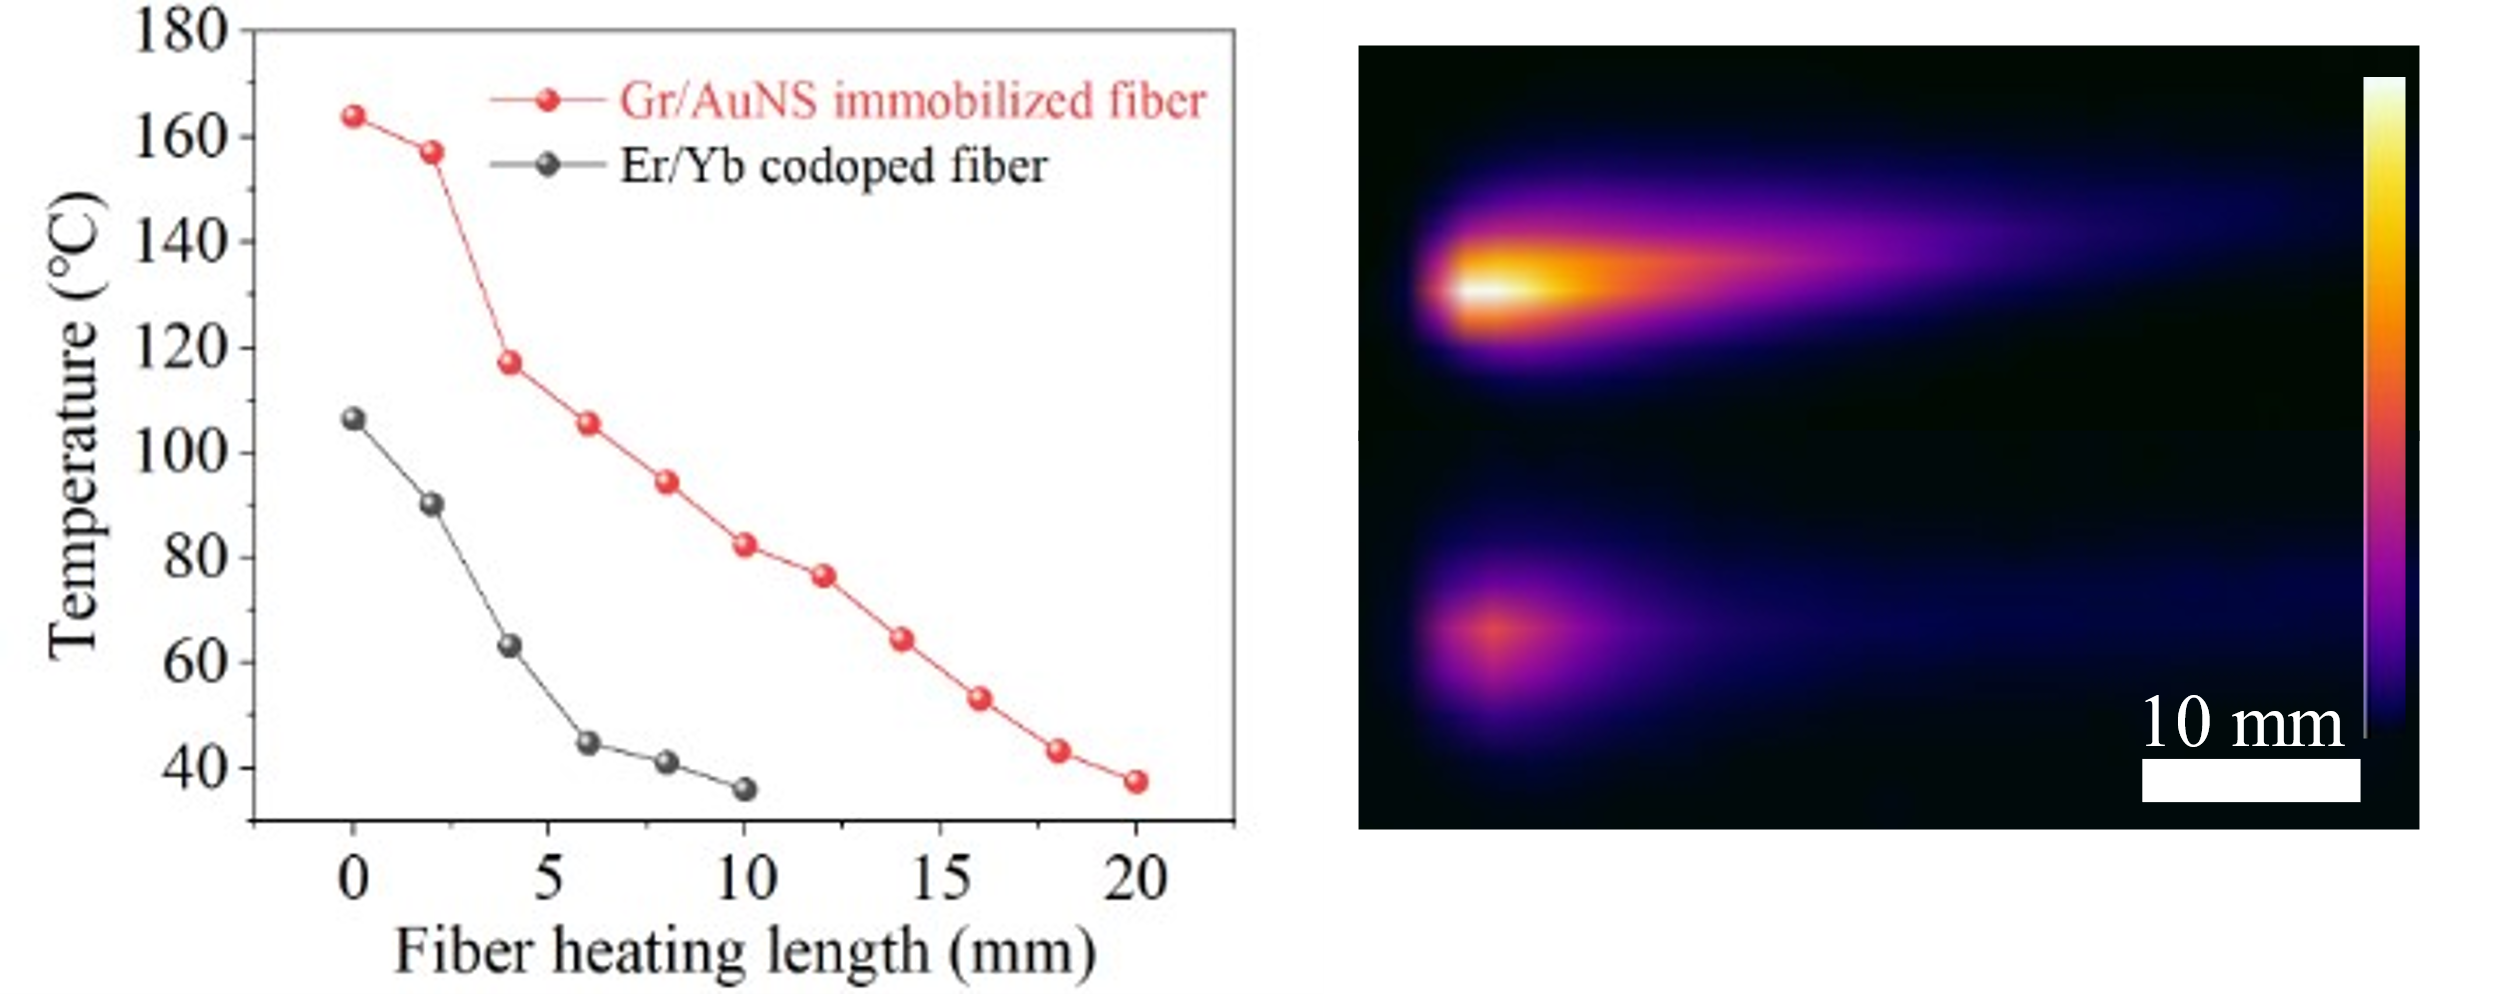 180
160
140
120
100
80
60
40
Temperature (°C)
Gr/AuNS immobilized fiber
Er/Yb codoped fiber
0 5 10 15 20
Fiber heating length (mm)
10 mm